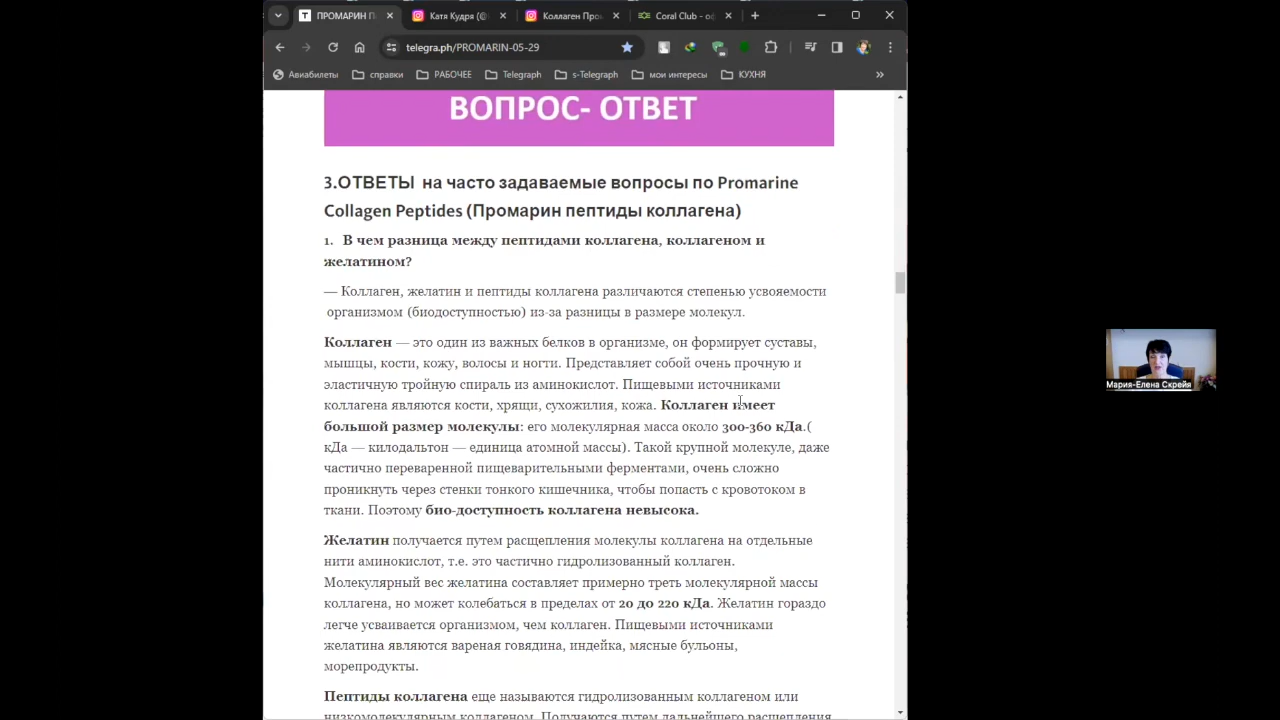 ПРОМАРИН П
Катя Кудря (@
Коллаген Про
Coral Club - о
telegra.ph/PROMARIN-05-29
Авиабилеты
справки
РАБОЧЕЕ
Telegraph
s-Telegraph
мои интересы
КУХНЯ
ВОПРОС- ОТВЕТ
3.ОТВЕТЫ на часто задаваемые вопросы по Promarine
Collagen Peptides (Промарин пептиды коллагена)
1. В чем разница между пептидами коллагена, коллагеном и
желатином?
— Коллаген, желатин и пептиды коллагена различаются степенью усвояемости
организмом (биодоступностью) из-за разницы в размере молекул.
Коллаген — это один из важных белков в организме, он формирует суставы,
мышцы, кости, кожу, волосы и ногти. Представляет собой очень прочную и
эластичную тройную спираль из аминокислот. Пищевыми источниками
коллагена являются кости, хрящи, сухожилия, кожа. Коллаген имеет
большой размер молекулы: его молекулярная масса около 300-360 кДа.(
кДа — килодальтон — единица атомной массы). Такой крупной молекуле, даже
частично переваренной пищеварительными ферментами, очень сложно
проникнуть через стенки тонкого кишечника, чтобы попасть с кровотоком в
ткани. Поэтому био-доступность коллагена невысока.
Желатин получается путем расщепления молекулы коллагена на отдельные
нити аминокислот, т.е. это частично гидролизованный коллаген.
Молекулярный вес желатина составляет примерно треть молекулярной массы
коллагена, но может колебаться в пределах от 20 до 220 кДа. Желатин гораздо
легче усваивается организмом, чем коллаген. Пищевыми источниками
желатина являются вареная говядина, индейка, мясные бульоны,
морепродукты.
Пептиды коллагена еще называются гидролизованным коллагеном или
низкомолекулярным коллагеном. Получаются путем дальнейшего расщепления
Мария-Елена Скрейя